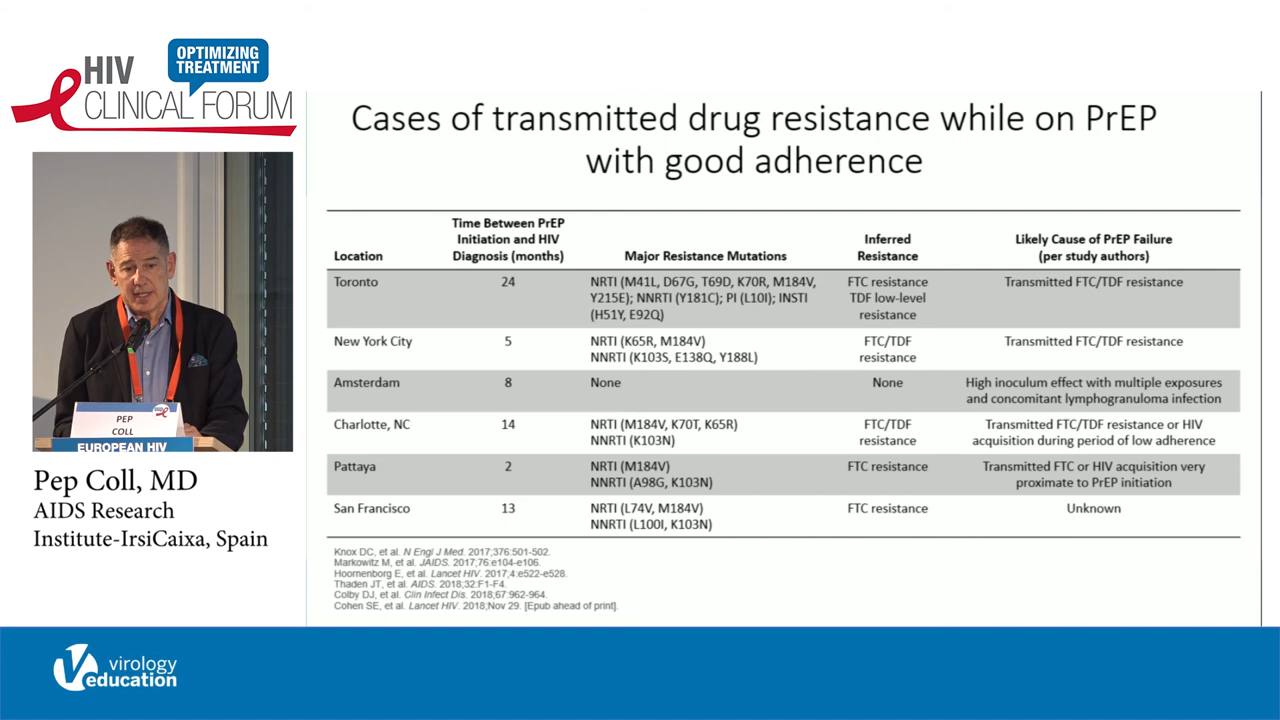 HIV
OPTIMIZING
TREATMENT
CLINICAL FORUM
Cases of transmitted drug resistance while on PrEP
with good adherence
Location
Time Between PrEP
Initiation and HIV
Diagnosis (months)
Major Resistance Mutations
Inferred
Resistance
Likely Cause of PrEP Failure
(per study authors)
Toronto
24
NRTI (M41L, D67G, T69D, K70R, M184V,
Y215E); NNRTI (Y181C); PI (L10I); INSTI
(H51Y, E92Q)
FTC resistance
TDF low-level
resistance
Transmitted FTC/TDF resistance
New York City
5
NRTI (K65R, M184V)
NNRTI (K103S, E138Q, Y188L)
FTC/TDF
resistance
Transmitted FTC/TDF resistance
Amsterdam
8
None
None
High inoculum effect with multiple exposures
and concomitant lymphogranuloma infection
Charlotte, NC
14
NRTI (M184V, K70T, K65R)
NNRTI (K103N)
FTC/TDF
resistance
Transmitted FTC/TDF resistance or HIV
acquisition during period of low adherence
Pattaya
2
NRTI (M184V)
NNRTI (A98G, K103N)
FTC resistance
Transmitted FTC or HIV acquisition very
proximate to PrEP initiation
San Francisco
13
NRTI (L74V, M184V)
NNRTI (L100I, K103N)
FTC resistance
Unknown
Knox DC, et al. N Engl J Med. 2017;376:501-502.
Markowitz M, et al. JAIDS. 2017;76:e104-e106.
Hoornenborg E, et al. Lancet HIV. 2017;4:e522-e528.
Thaden JT, et al. AIDS. 2018;32:F1-F4.
Colby DJ, et al. Clin Infect Dis. 2018;67:962-964.
Cohen SE, et al. Lancet HIV. 2018;Nov 29. [Epub ahead of print].
PEP
COLL
EUROPEAN HIV
Pep Coll, MD
AIDS Research
Institute-IrsiCaixa, Spain
virology
education